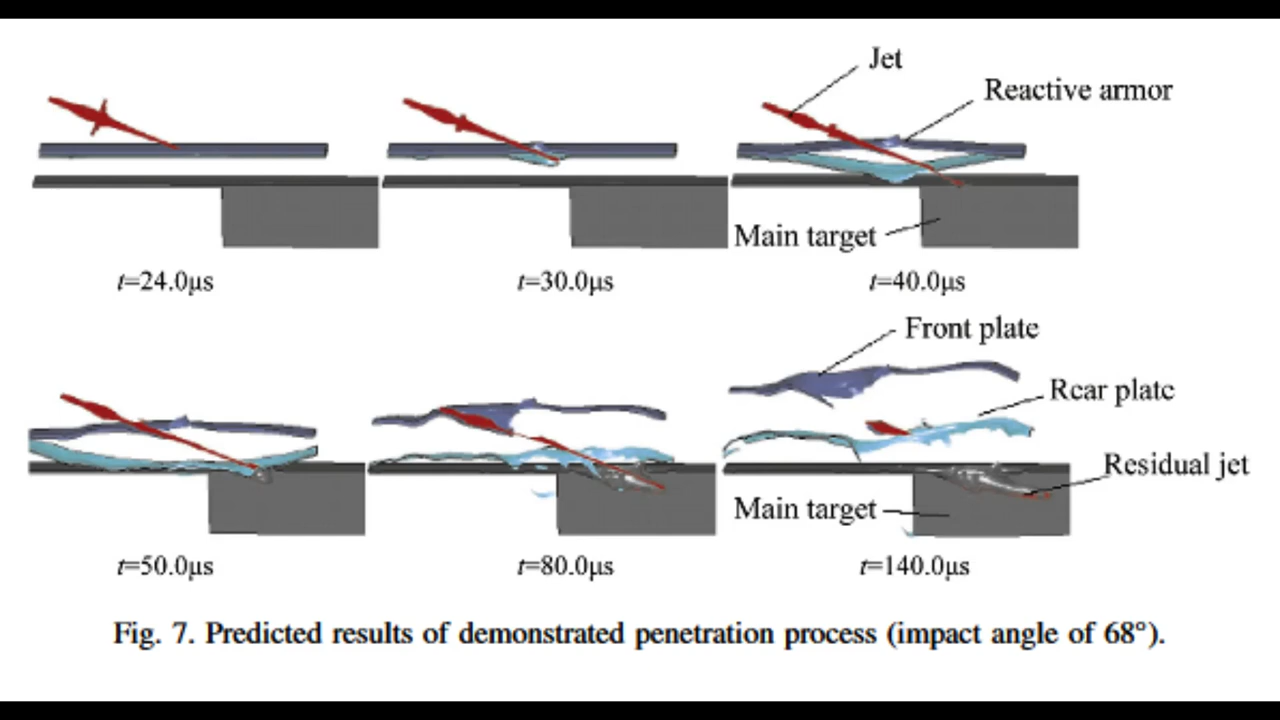 Jet
Reactive armor
Main target
t=24.0μs
t=30.0μs
t=40.0μs
Front plate
Rear plate
Residual jet
Main target
t=50.0μs
t=80.0μs
t=140.0μs
Fig. 7. Predicted results of demonstrated penetration process (impact angle of 68°).